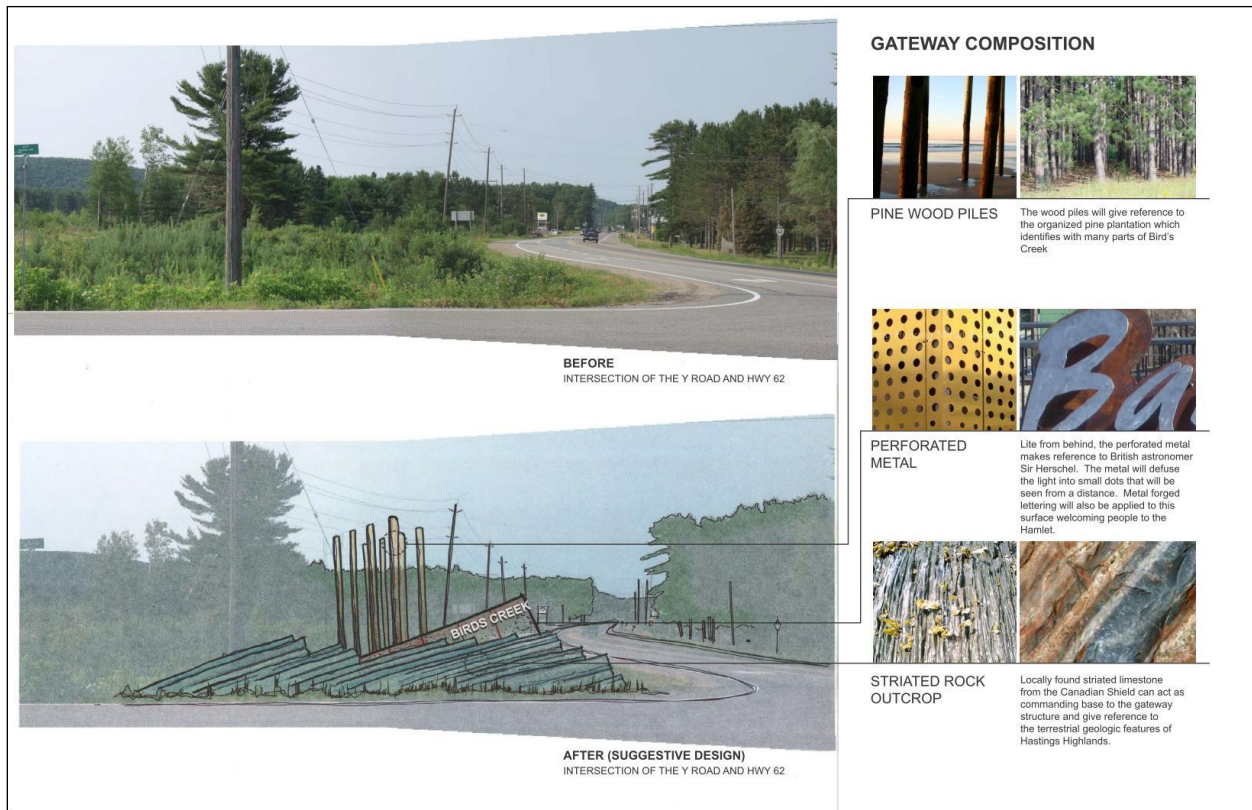 GATEWAY COMPOSITION
PINE WOOD PILES
The wood piles will give reference to
the organized pine plantation which
identifies with many parts of Bird's
Creek
BEFORE
INTERSECTION OF THE Y ROAD AND HWY 62
Ba
PERFORATED
METAL
Lite from behind, the perforated metal
makes reference to British astronomer
Sir Herschel. The metal will defuse
the light into small dots that will be
seen from a distance. Metal forged
lettering will also be applied to this
surface welcoming people to the
Hamlet.
BIRDS CREEK
STRIATED ROCK
OUTCROP
Locally found striated limestone
from the Canadian Shield can act as
commanding base to the gateway
structure and give reference to
the terrestrial geologic features of
Hastings Highlands.
AFTER (SUGGESTIVE DESIGN)
INTERSECTION OF THE Y ROAD AND HWY 62